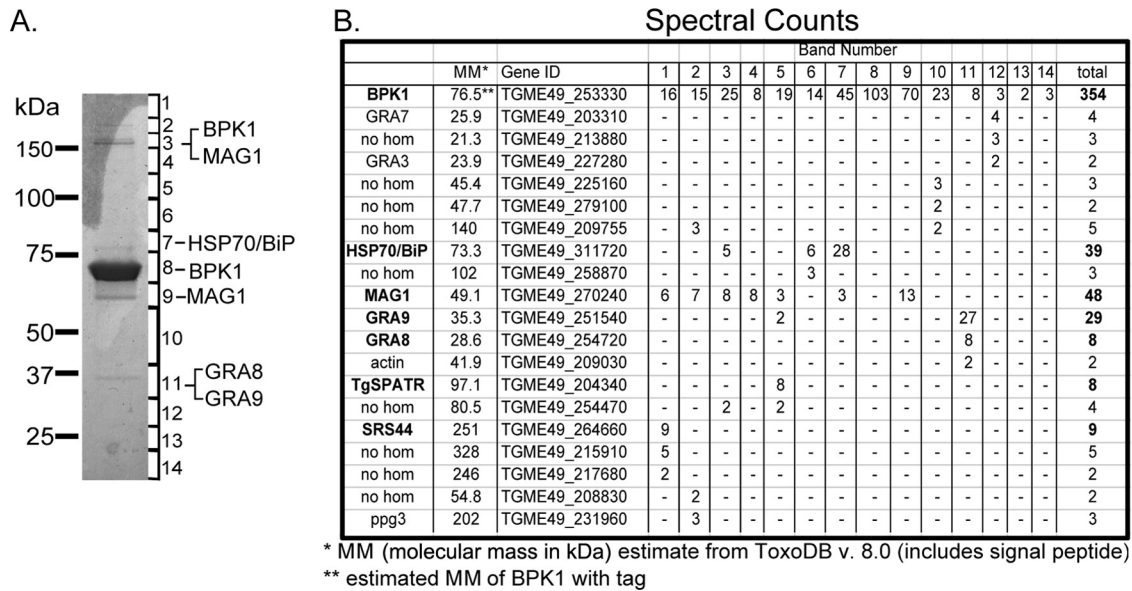 A.
kDa
150
100
75
50
37
25
1
2
3
4
5
6
7
8
9
10
11
12
13
14
BPK1
MAG1
HSP70/BiP
BPK1
MAG1
GRA8
GRA9
B. Spectral Counts
Band Number
MM* Gene ID 1 2 3 4 5 6 7 8 9 10 11 12 13 14 total
BPK1 76.5** TGME49_253330 16 15 25 8 19 14 45 103 70 23 8 3 2 3 354
GRA7 25.9 TGME49_203310 - - - - - - - - - - - 4 - - 4
no hom 21.3 TGME49_213880 - - - - - - - - - - - 3 - - 3
GRA3 23.9 TGME49_227280 - - - - - - - - - - - 2 - - 2
no hom 45.4 TGME49_225160 - - - - - - - - - 3 - - - - 3
no hom 47.7 TGME49_279100 - - - - - - - - - 2 - - - - 2
no hom 140 TGME49_209755 - 3 - - - - - - - 2 - - - - 5
HSP70/BiP 73.3 TGME49_311720 - - 5 - - 6 28 - - - - - - - 39
no hom 102 TGME49_258870 - - - - - 3 - - - - - - - - 3
MAG1 49.1 TGME49_270240 6 7 8 8 3 - 3 - 13 - - - - - 48
GRA9 35.3 TGME49_251540 - - - - 2 - - - - - 27 - - - 29
GRA8 28.6 TGME49_254720 - - - - - - - - - - 8 - - - 8
actin 41.9 TGME49_209030 - - - - - - - - - - 2 - - - 2
TgSPATR 97.1 TGME49_204340 - - - - 8 - - - - - - - - - 8
no hom 80.5 TGME49_254470 - - 2 - 2 - - - - - - - - - 4
SRS44 251 TGME49_264660 9 - - - - - - - - - - - - - 9
no hom 328 TGME49_215910 5 - - - - - - - - - - - - - 5
no hom 246 TGME49_217680 2 - - - - - - - - - - - - - 2
no hom 54.8 TGME49_208830 - 2 - - - - - - - - - - - - 2
ppg3 202 TGME49_231960 - 3 - - - - - - - - - - - - 3
* MM (molecular mass in kDa) estimate from ToxoDB v. 8.0 (includes signal peptide)
** estimated MM of BPK1 with tag